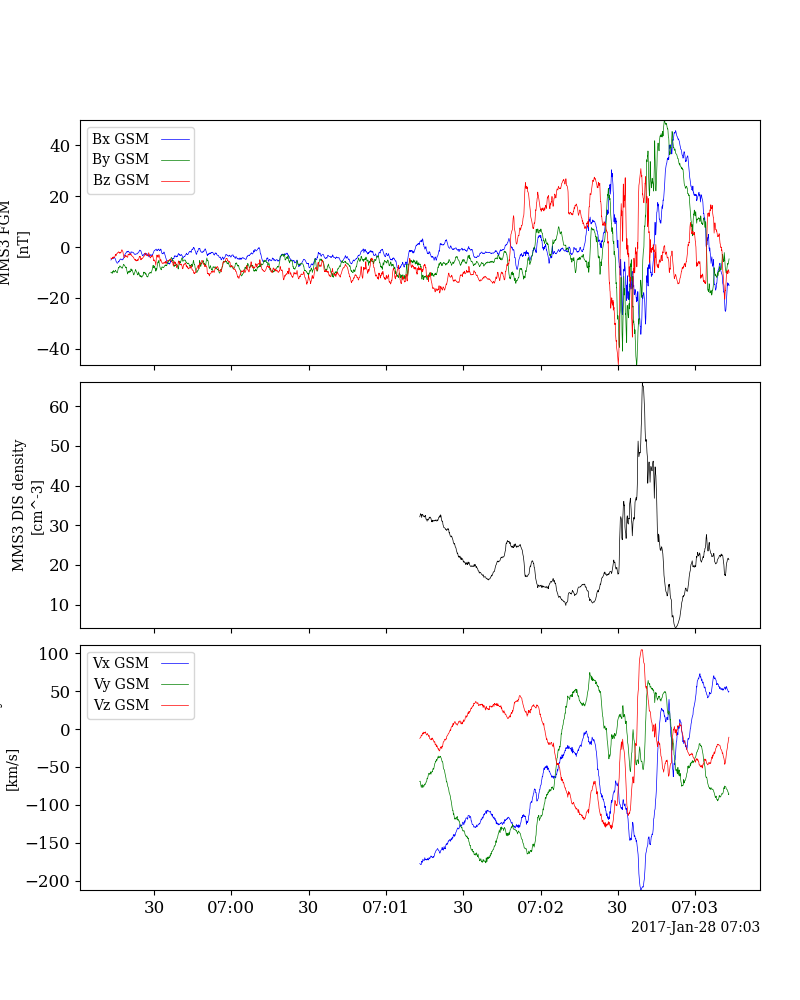 MMS3 FGM
[nT]
40
20
0
−20
−40
Bx GSM
By GSM
Bz GSM
MMS3 DIS density
[cm^-3]
60
50
40
30
20
10
[km/s]
100
50
0
−50
−100
−150
−200
Vx GSM
Vy GSM
Vz GSM
30 07:00 30 07:01 30 07:02 30 07:03
2017-Jan-28 07:03